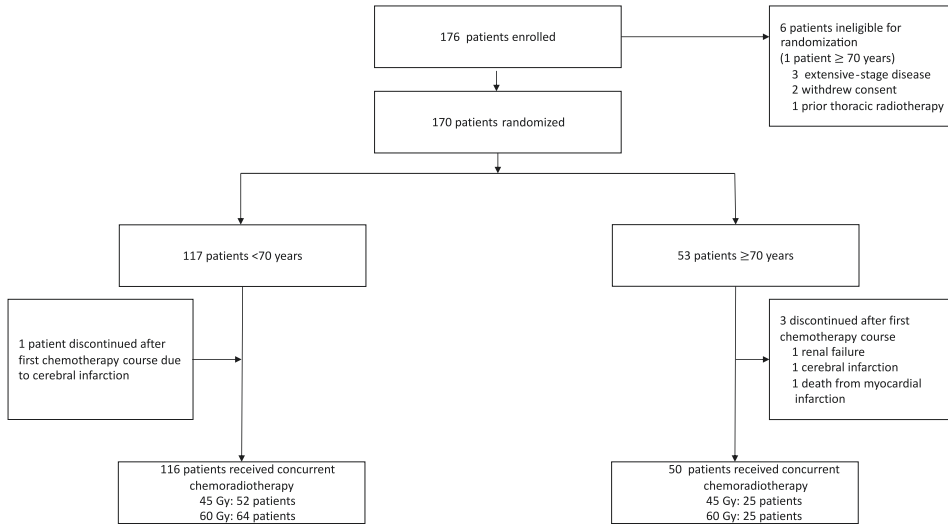 176 patients enrolled
6 patients ineligible for
randomization
(1 patient ≥ 70 years)
3 extensive-stage disease
2 withdrew consent
1 prior thoracic radiotherapy
170 patients randomized
117 patients <70 years
53 patients ≥70 years
1 patient discontinued after
first chemotherapy course due
to cerebral infarction
3 discontinued after first
chemotherapy course
1 renal failure
1 cerebral infarction
1 death from myocardial
infarction
116 patients received concurrent
chemoradiotherapy
45 Gy: 52 patients
60 Gy: 64 patients
50 patients received concurrent
chemoradiotherapy
45 Gy: 25 patients
60 Gy: 25 patients